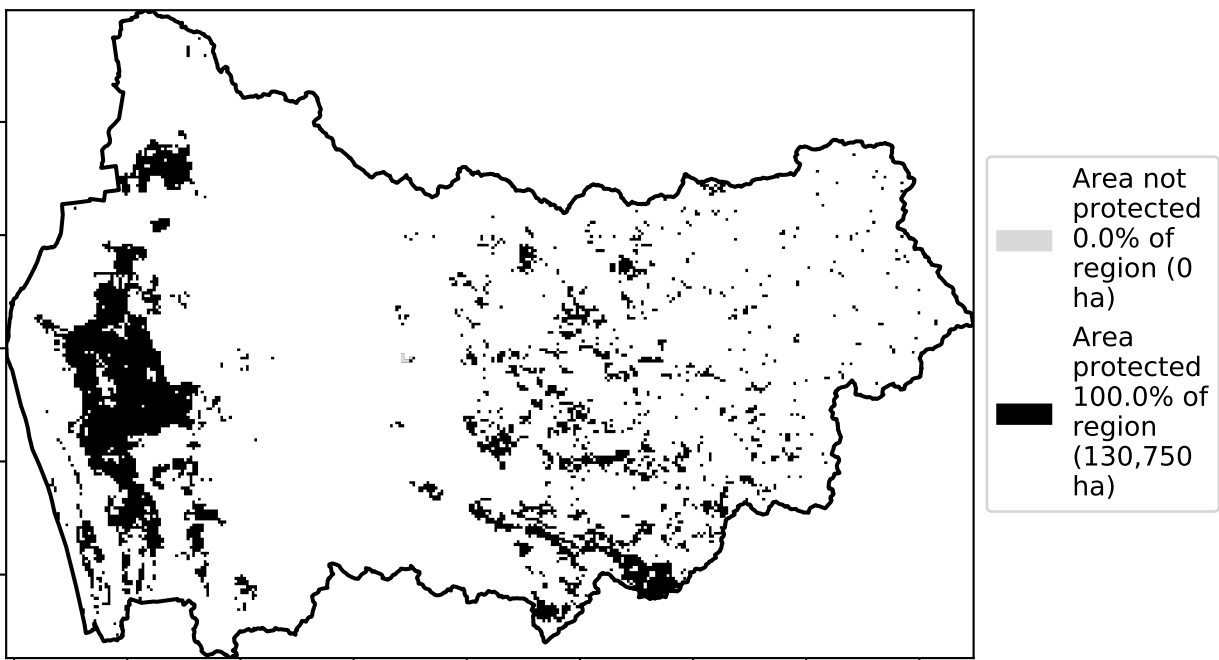 Area not
protected
0.0% of
region (0
ha)
Area
protected
100.0% of
region
(130,750
ha)